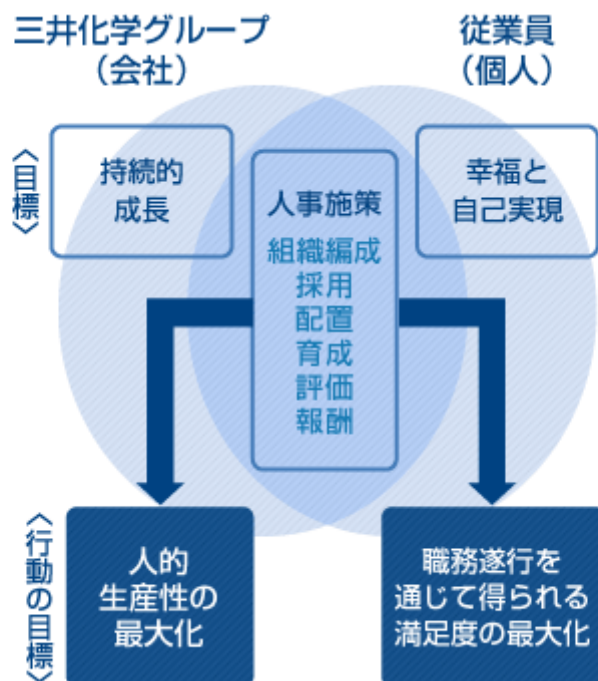 三井化学グループ
（会社）
従業員
（個人）
〈目標〉
持続的
成長
人事施策
組織編成
採用
配置
育成
評価
報酬
幸福と
自己実現
〈行動の目標〉
人的
生産性の
最大化
職務遂行を
通じて得られる
満足度の最大化